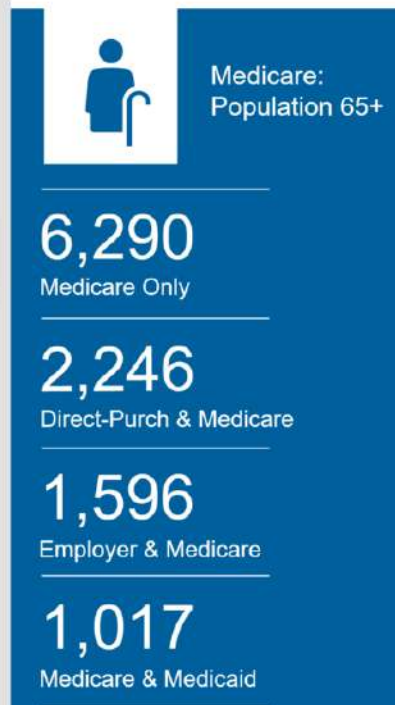 Medicare:
Population 65+
6,290
Medicare Only
2,246
Direct-Purch & Medicare
1,596
Employer & Medicare
1,017
Medicare & Medicaid